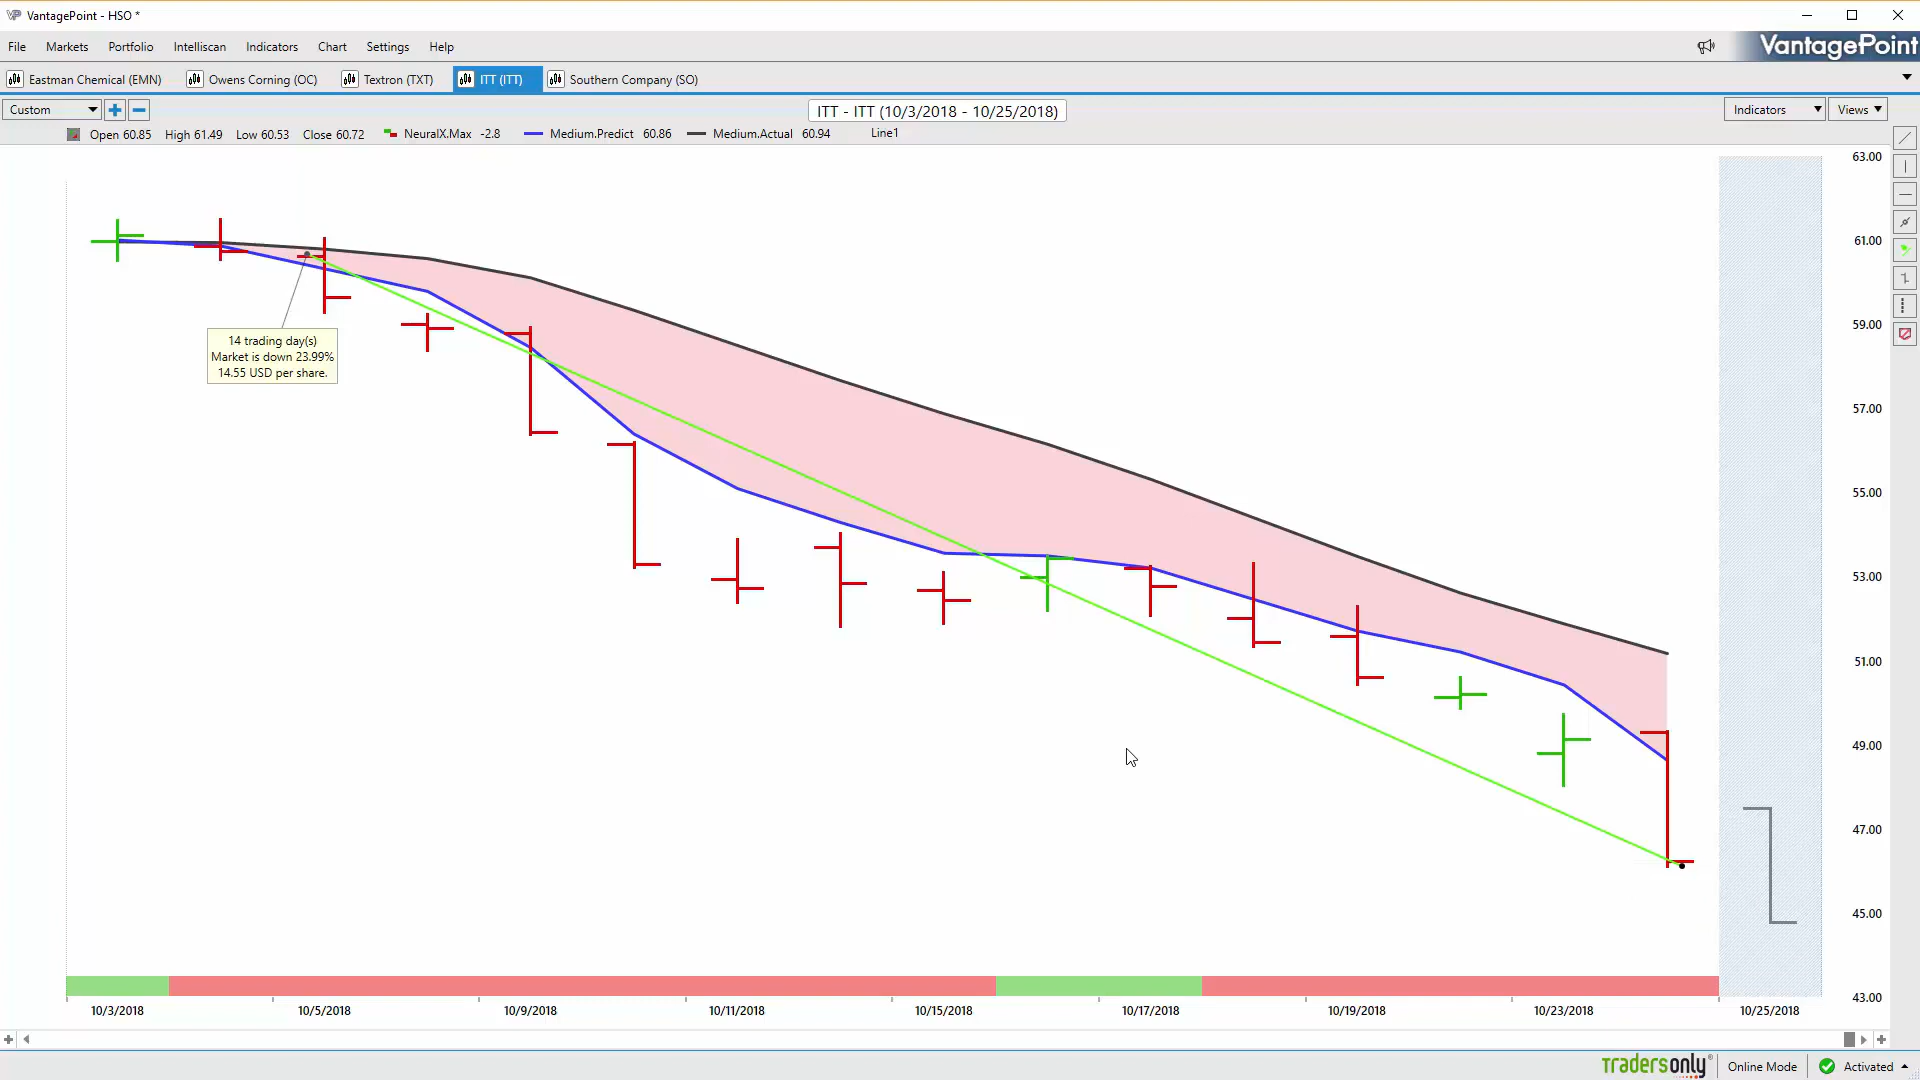 VantagePoint - HSO *
File Markets Portfolio Intelliscan Indicators Chart Settings Help
VantagePoint
Eastman Chemical (EMN) Owens Corning (OC) Textron (TXT) ITT (ITT) Southern Company (SO)
Custom
ITT - ITT (10/3/2018 - 10/25/2018)
Indicators Views
Open 60.85 High 61.49 Low 60.53 Close 60.72 NeuralX.Max -2.8 Medium.Predict 60.86 Medium.Actual 60.94 Line1
63.00
61.00
59.00
14 trading day(s)
Market is down 23.99%
14.55 USD per share.
57.00
55.00
53.00
51.00
49.00
47.00
45.00
43.00
10/3/2018 10/5/2018 10/9/2018 10/11/2018 10/15/2018 10/17/2018 10/19/2018 10/23/2018 10/25/2018
tradersonly Online Mode Activated